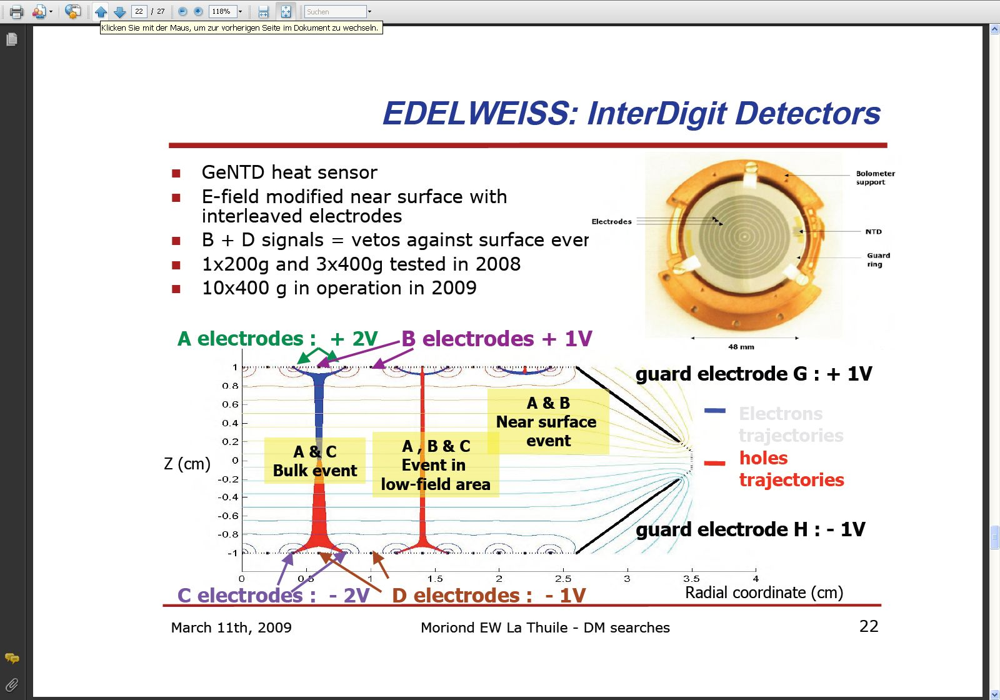 22 / 27
118%
Suchen
Klicken Sie mit der Maus, um zur vorherigen Seite im Dokument zu wechseln.
EDELWEISS: InterDigit Detectors
GeNTD heat sensor
E-field modified near surface with
interleaved electrodes
B + D signals = vetos against surface ever
1x200g and 3x400g tested in 2008
10x400 g in operation in 2009
Bolometer
support
Electrodes
NTD
Guard
ring
48 mm
A electrodes : + 2V
B electrodes + 1V
guard electrode G : + 1V
Electrons
trajectories
holes
trajectories
guard electrode H : - 1V
A & B
Near surface
event
A , B & C
Event in
low-field area
A & C
Bulk event
Z (cm)
1
0.8
0.6
0.4
0.2
0
-0.2
-0.4
-0.6
-0.8
-1
0 0.5 1 1.5 2 2.5 3 3.5 4
Radial coordinate (cm)
C electrodes : - 2V
D electrodes : - 1V
March 11th, 2009
Moriond EW La Thuile - DM searches
22